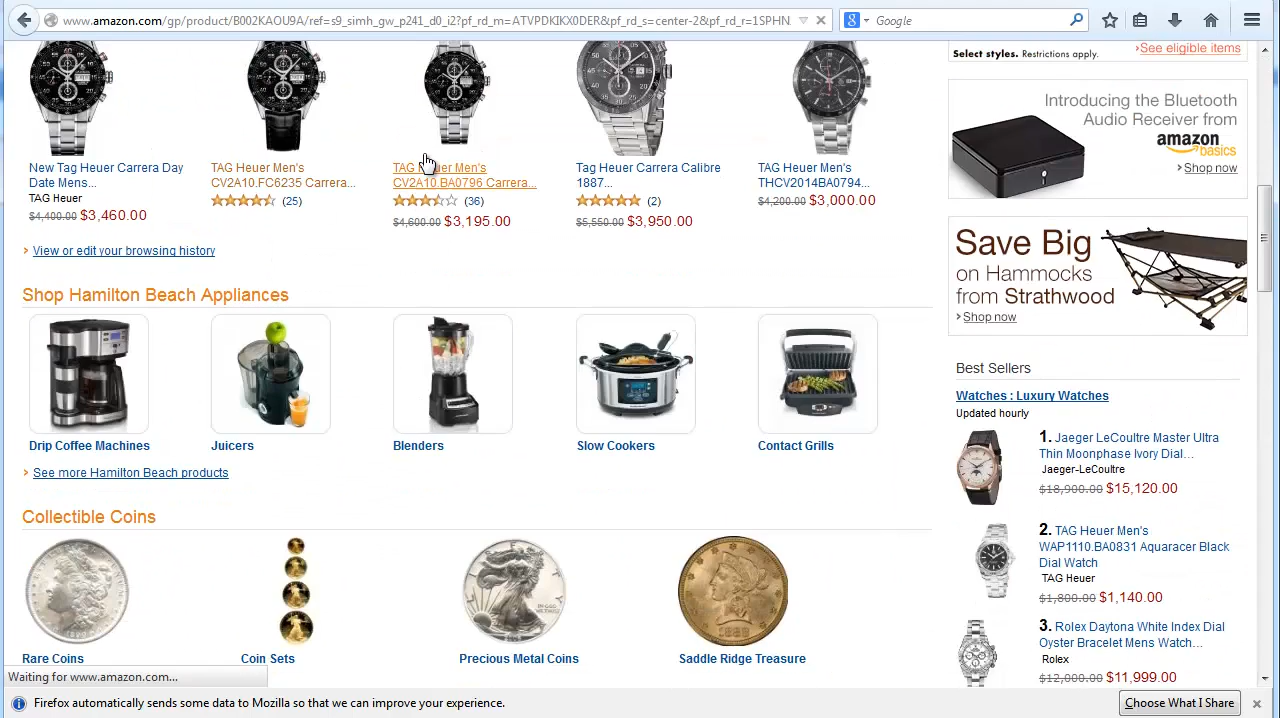 www.amazon.com/gp/product/B002KAOU9A/ref=s9_simh_gw_p241_d0_i2?pf_rd_m=ATVPDKIKX0DER&pf_rd_s=center-2&pf_rd_r=1SPHN
Google
New Tag Heuer Carrera Day
Date Mens...
TAG Heuer
$4,400.00 $3,460.00
TAG Heuer Men's
CV2A10.FC6235 Carrera...
(25)
TAG Heuer Men's
CV2A10.BA0796 Carrera...
(36)
$4,600.00 $3,195.00
Tag Heuer Carrera Calibre
1887...
(2)
$5,550.00 $3,950.00
TAG Heuer Men's
THCV2014BA0794...
$4,200.00 $3,000.00
› View or edit your browsing history
Shop Hamilton Beach Appliances
Drip Coffee Machines
Juicers
Blenders
Slow Cookers
Contact Grills
› See more Hamilton Beach products
Collectible Coins
Rare Coins
Coin Sets
Precious Metal Coins
Saddle Ridge Treasure
›See eligible items
Select styles. Restrictions apply.
Introducing the Bluetooth
Audio Receiver from
amazon
basics
›Shop now
Save Big
on Hammocks
from Strathwood
›Shop now
Best Sellers
Watches : Luxury Watches
Updated hourly
1. Jaeger LeCoultre Master Ultra
Thin Moonphase Ivory Dial...
Jaeger-LeCoultre
$18,900.00 $15,120.00
2. TAG Heuer Men's
WAP1110.BA0831 Aquaracer Black
Dial Watch
TAG Heuer
$1,800.00 $1,140.00
3. Rolex Daytona White Index Dial
Oyster Bracelet Mens Watch...
Rolex
$12,000.00 $11,999.00
Waiting for www.amazon.com...
Firefox automatically sends some data to Mozilla so that we can improve your experience.
Choose What I Share